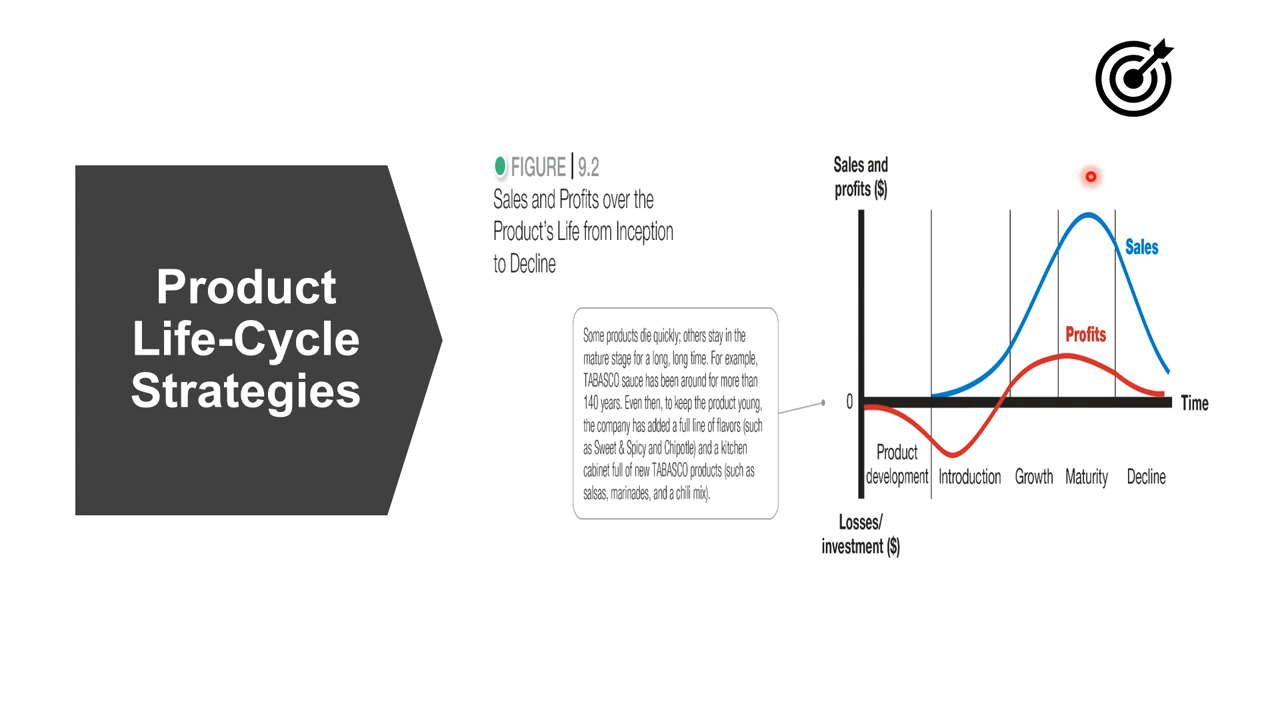 Product
Life-Cycle
Strategies
FIGURE | 9.2
Sales and Profits over the
Product's Life from Inception
to Decline
Some products die quickly; others stay in the
mature stage for a long, long time. For example,
TABASCO sauce has been around for more than
140 years. Even then, to keep the product young,
the company has added a full line of flavors (such
as Sweet & Spicy and Chipotle) and a kitchen
cabinet full of new TABASCO products (such as
salsas, marinades, and a chili mix).
Sales and
profits ($)
Sales
Profits
0
Time
Product
development
Introduction
Growth
Maturity
Decline
Losses/
investment ($)